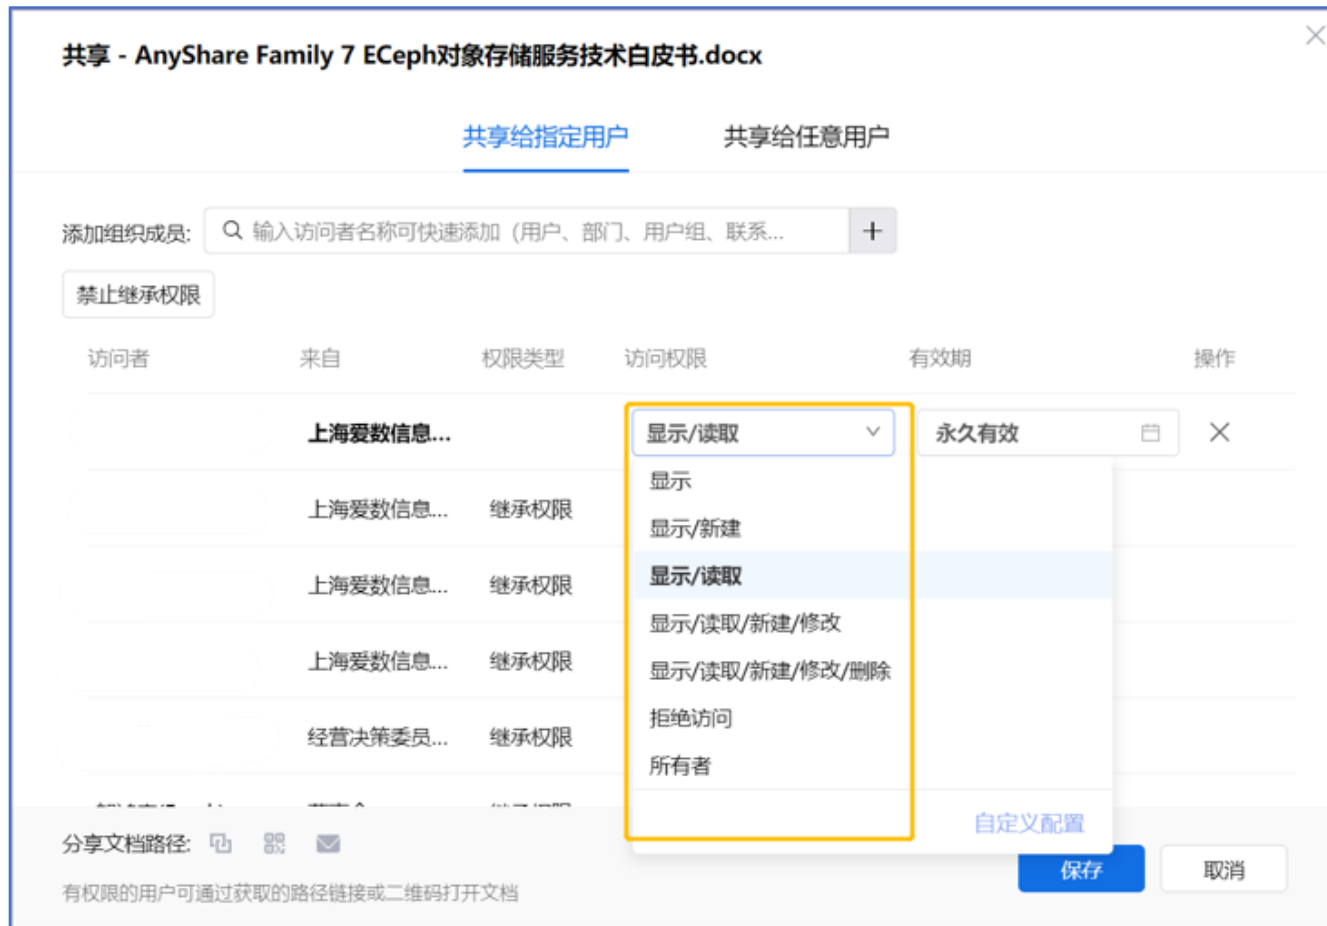 共享 - AnyShare Family 7 ECeph对象存储服务技术白皮书.docx
共享给指定用户 共享给任意用户
添加组织成员: 输入访问者名称可快速添加（用户、部门、用户组、联系...
禁止继承权限
访问者 来自 权限类型 访问权限 有效期 操作
上海爱数信息... 显示/读取 永久有效
显示
上海爱数信息... 继承权限
显示/新建
显示/读取
上海爱数信息... 继承权限
显示/读取/新建/修改
上海爱数信息... 继承权限
显示/读取/新建/修改/删除
拒绝访问
经营决策委员... 继承权限
所有者
自定义配置
分享文档路径:
保存 取消
有权限的用户可通过获取的路径链接或二维码打开文档